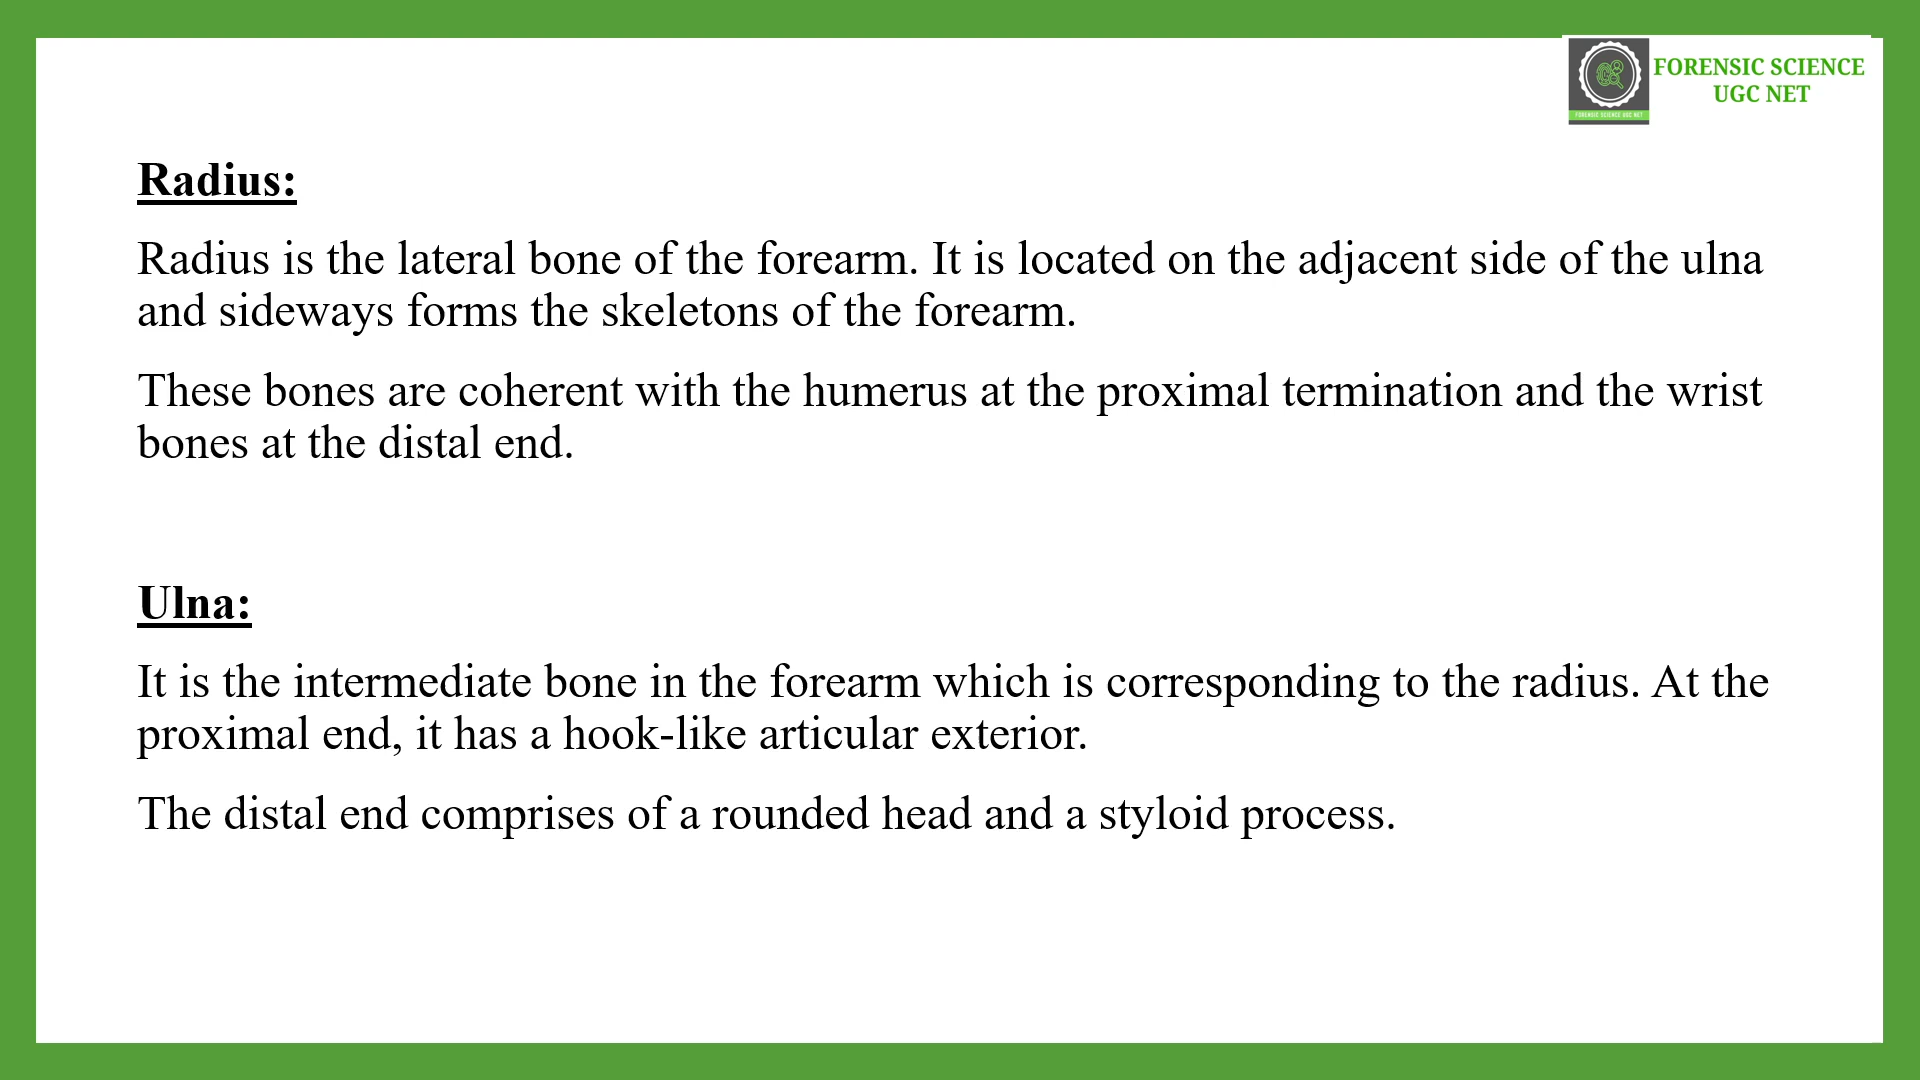 FORENSIC SCIENCE
UGC NET
FORENSIC SCIENCE UGC NET
Radius:
Radius is the lateral bone of the forearm. It is located on the adjacent side of the ulna
and sideways forms the skeletons of the forearm.
These bones are coherent with the humerus at the proximal termination and the wrist
bones at the distal end.
Ulna:
It is the intermediate bone in the forearm which is corresponding to the radius. At the
proximal end, it has a hook-like articular exterior.
The distal end comprises of a rounded head and a styloid process.